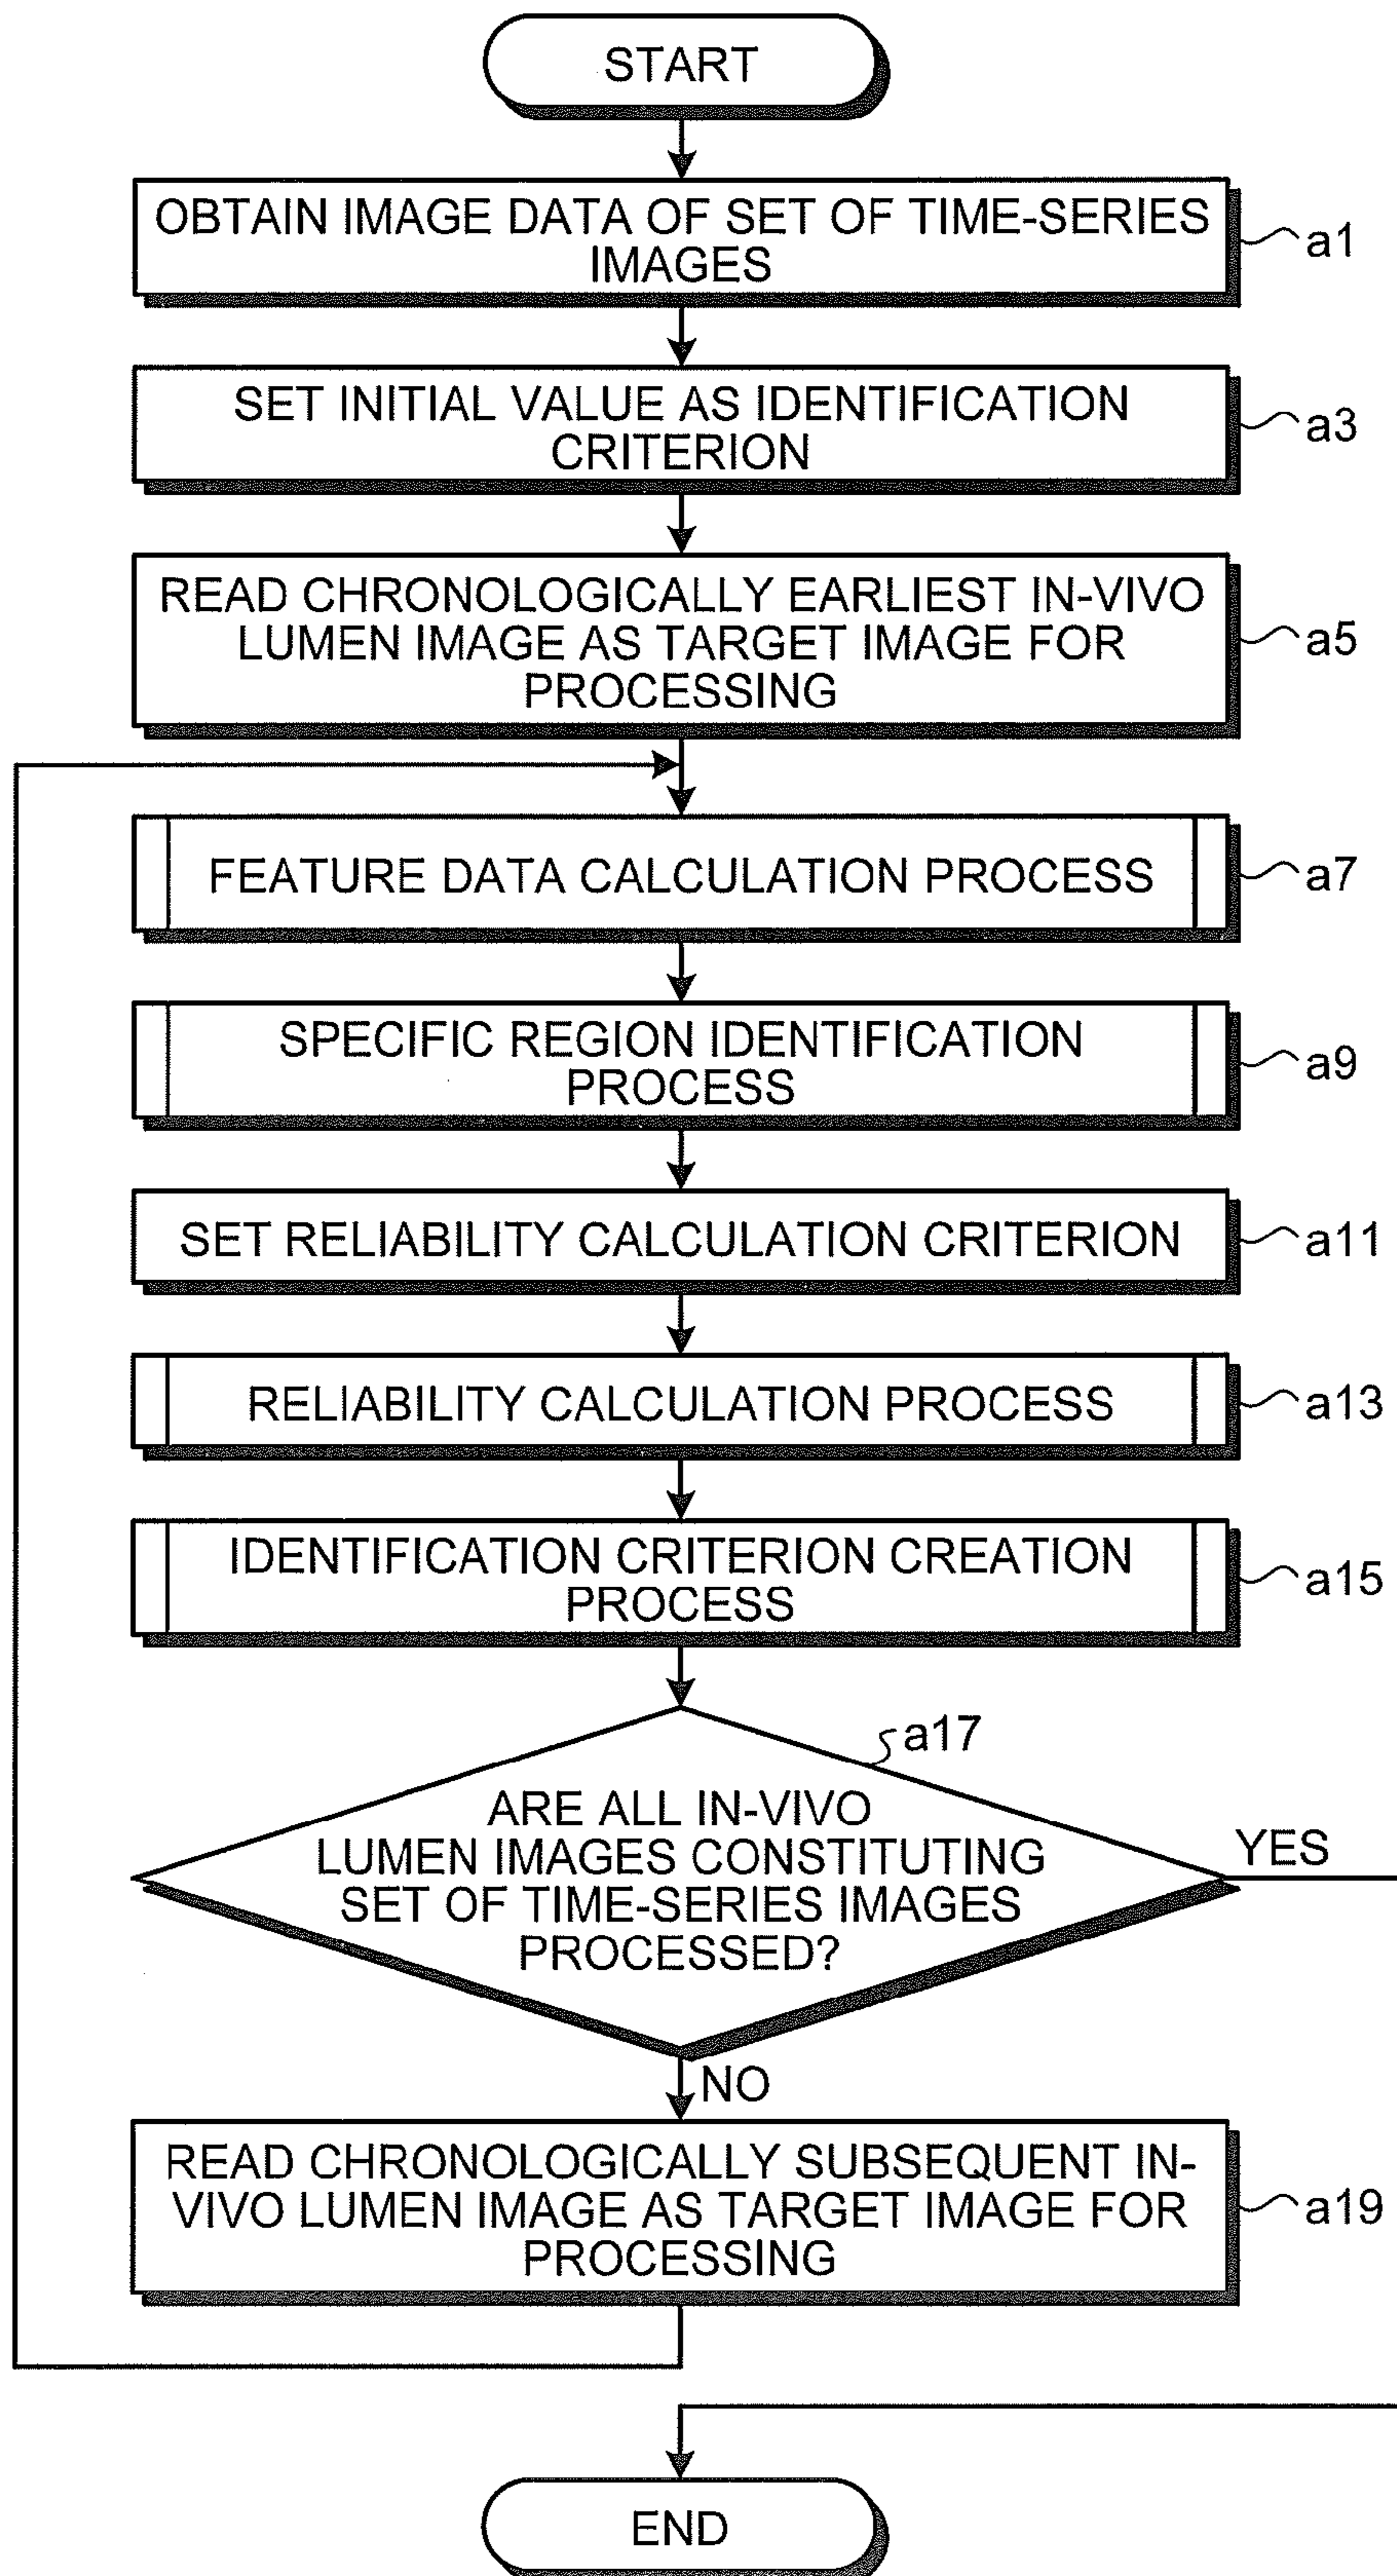 START
OBTAIN IMAGE DATA OF SET OF TIME-SERIES
IMAGES
a1
SET INITIAL VALUE AS IDENTIFICATION
CRITERION
a3
READ CHRONOLOGICALLY EARLIEST IN-VIVO
LUMEN IMAGE AS TARGET IMAGE FOR
PROCESSING
a5
FEATURE DATA CALCULATION PROCESS
a7
SPECIFIC REGION IDENTIFICATION
PROCESS
a9
SET RELIABILITY CALCULATION CRITERION
a11
RELIABILITY CALCULATION PROCESS
a13
IDENTIFICATION CRITERION CREATION
PROCESS
a15
a17
ARE ALL IN-VIVO
LUMEN IMAGES CONSTITUTING
SET OF TIME-SERIES IMAGES
PROCESSED?
YES
NO
READ CHRONOLOGICALLY SUBSEQUENT IN-
VIVO LUMEN IMAGE AS TARGET IMAGE FOR
PROCESSING
a19
END